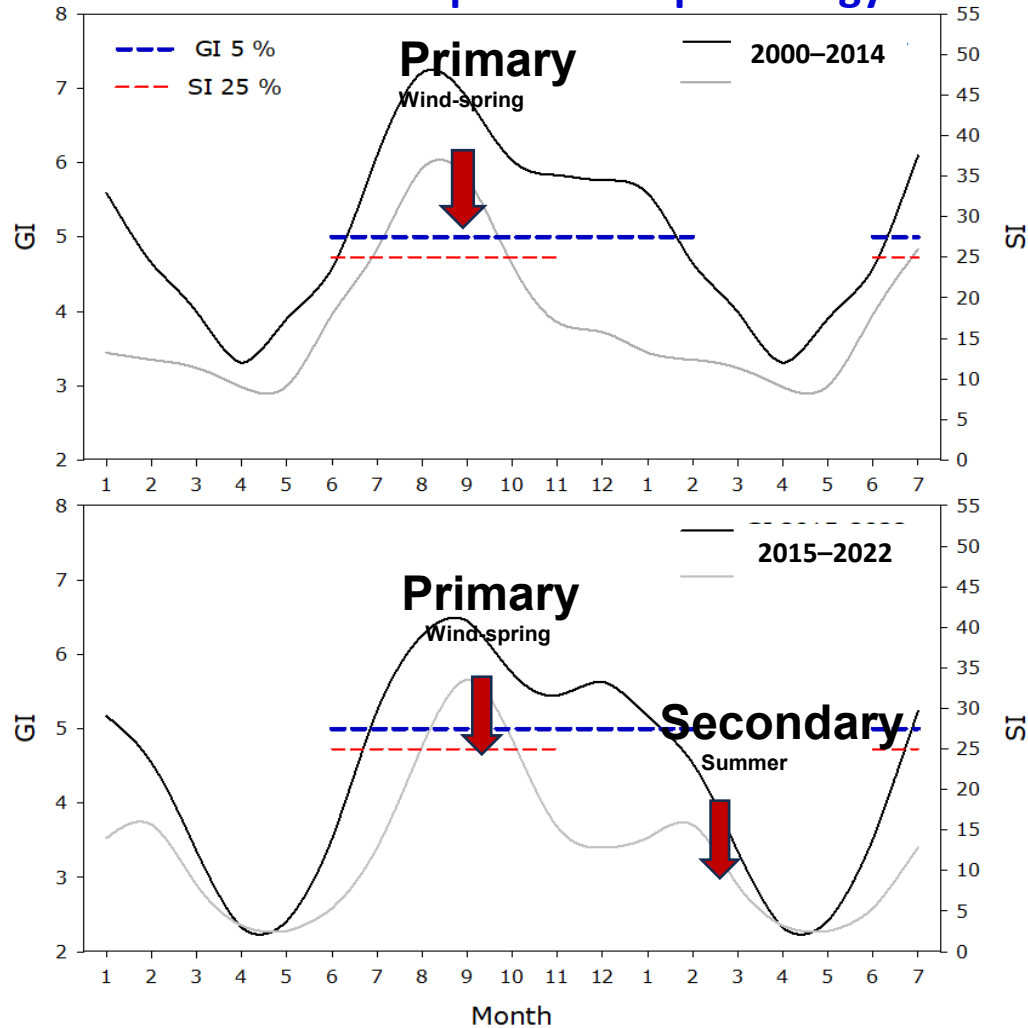 8
7
6
5
4
3
2
GI
GI 5 %
SI 25 %
Primary
Wind-spring
2000–2014
55
50
45
40
35
30
25
20
15
10
5
0
SI
1 2 3 4 5 6 7 8 9 10 11 12 1 2 3 4 5 6 7
8
7
6
5
4
3
2
GI
Primary
Wind-spring
2015–2022
Secondary
Summer
55
50
45
40
35
30
25
20
15
10
5
0
SI
1 2 3 4 5 6 7 8 9 10 11 12 1 2 3 4 5 6 7
Month